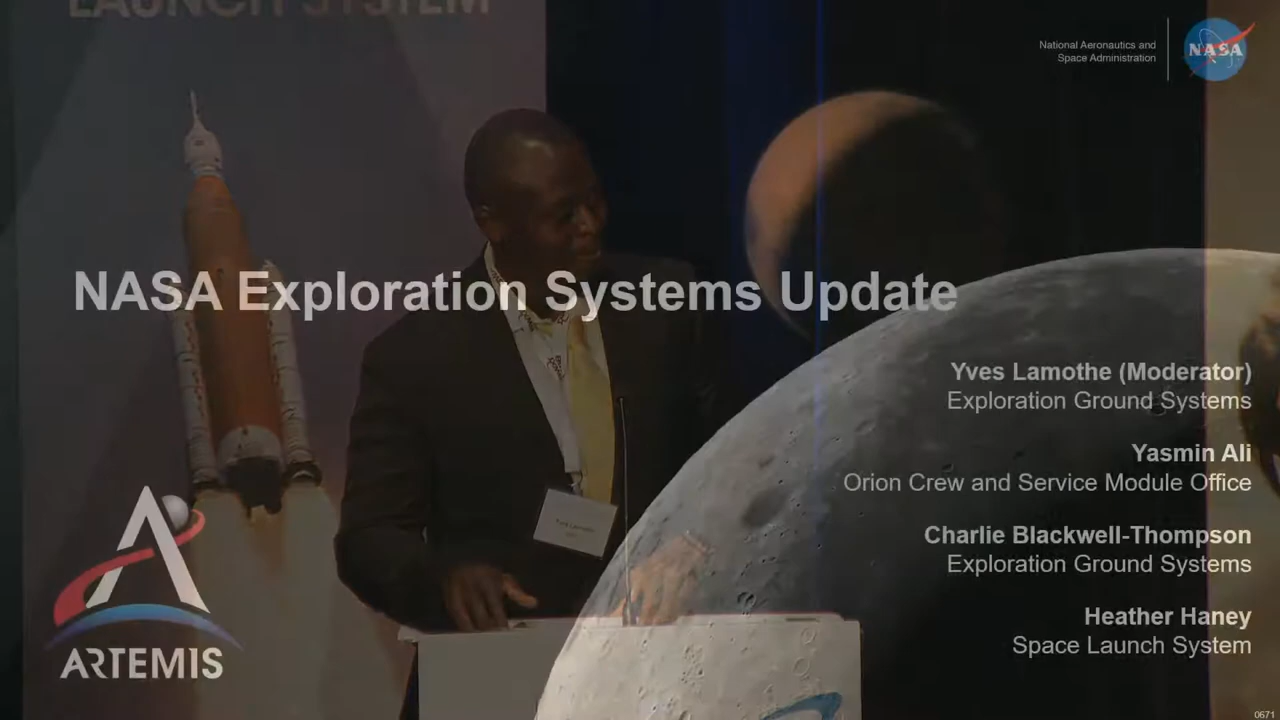 LAUNCH SYSTEM
National Aeronautics and
Space Administration
NASA
NASA Exploration Systems Update
Yves Lamothe (Moderator)
Exploration Ground Systems
Yasmin Ali
Orion Crew and Service Module Office
Charlie Blackwell-Thompson
Exploration Ground Systems
Heather Haney
Space Launch System
ARTEMIS
0671